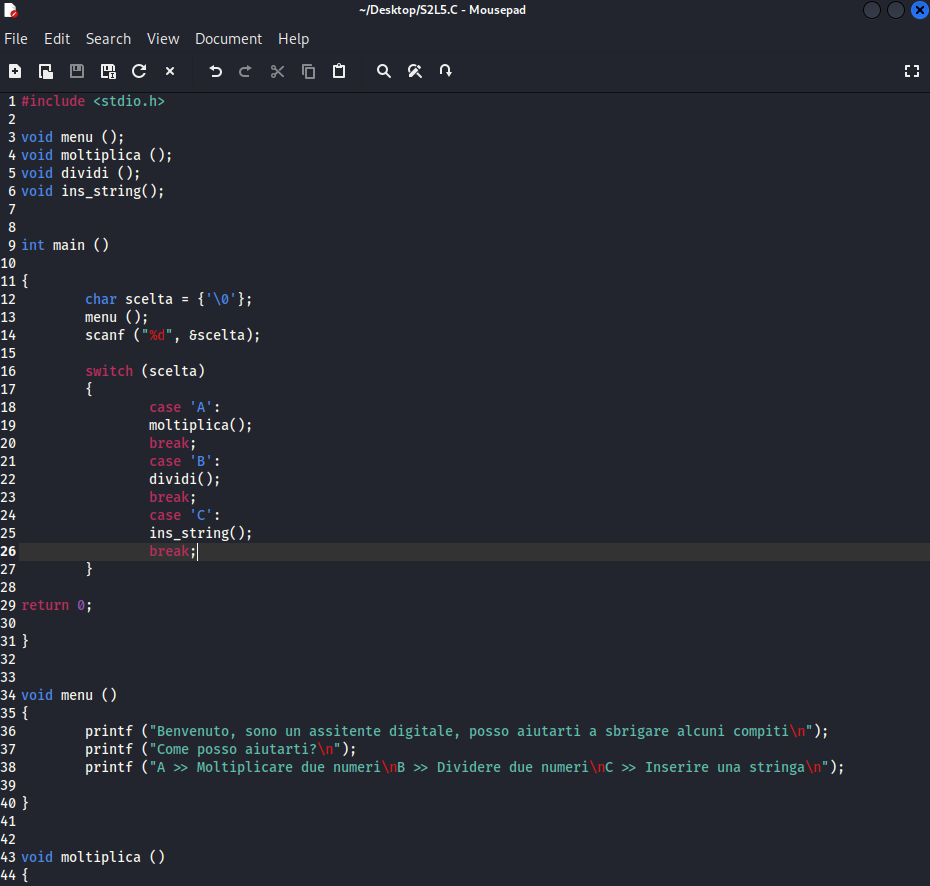 ~/Desktop/S2L5.C - Mousepad
File Edit Search View Document Help
1 #include <stdio.h>
2
3 void menu ();
4 void moltiplica ();
5 void dividi ();
6 void ins_string();
7
8
9 int main ()
10
11 {
12 char scelta = {'\0'};
13 menu ();
14 scanf ("%d", &scelta);
15
16 switch (scelta)
17 {
18 case 'A':
19 moltiplica();
20 break;
21 case 'B':
22 dividi();
23 break;
24 case 'C':
25 ins_string();
26 break;
27 }
28
29 return 0;
30
31 }
32
33
34 void menu ()
35 {
36 printf ("Benvenuto, sono un assitente digitale, posso aiutarti a sbrigare alcuni compiti\n");
37 printf ("Come posso aiutarti?\n");
38 printf ("A >> Moltiplicare due numeri\nB >> Dividere due numeri\nC >> Inserire una stringa\n");
39
40 }
41
42
43 void moltiplica ()
44 {